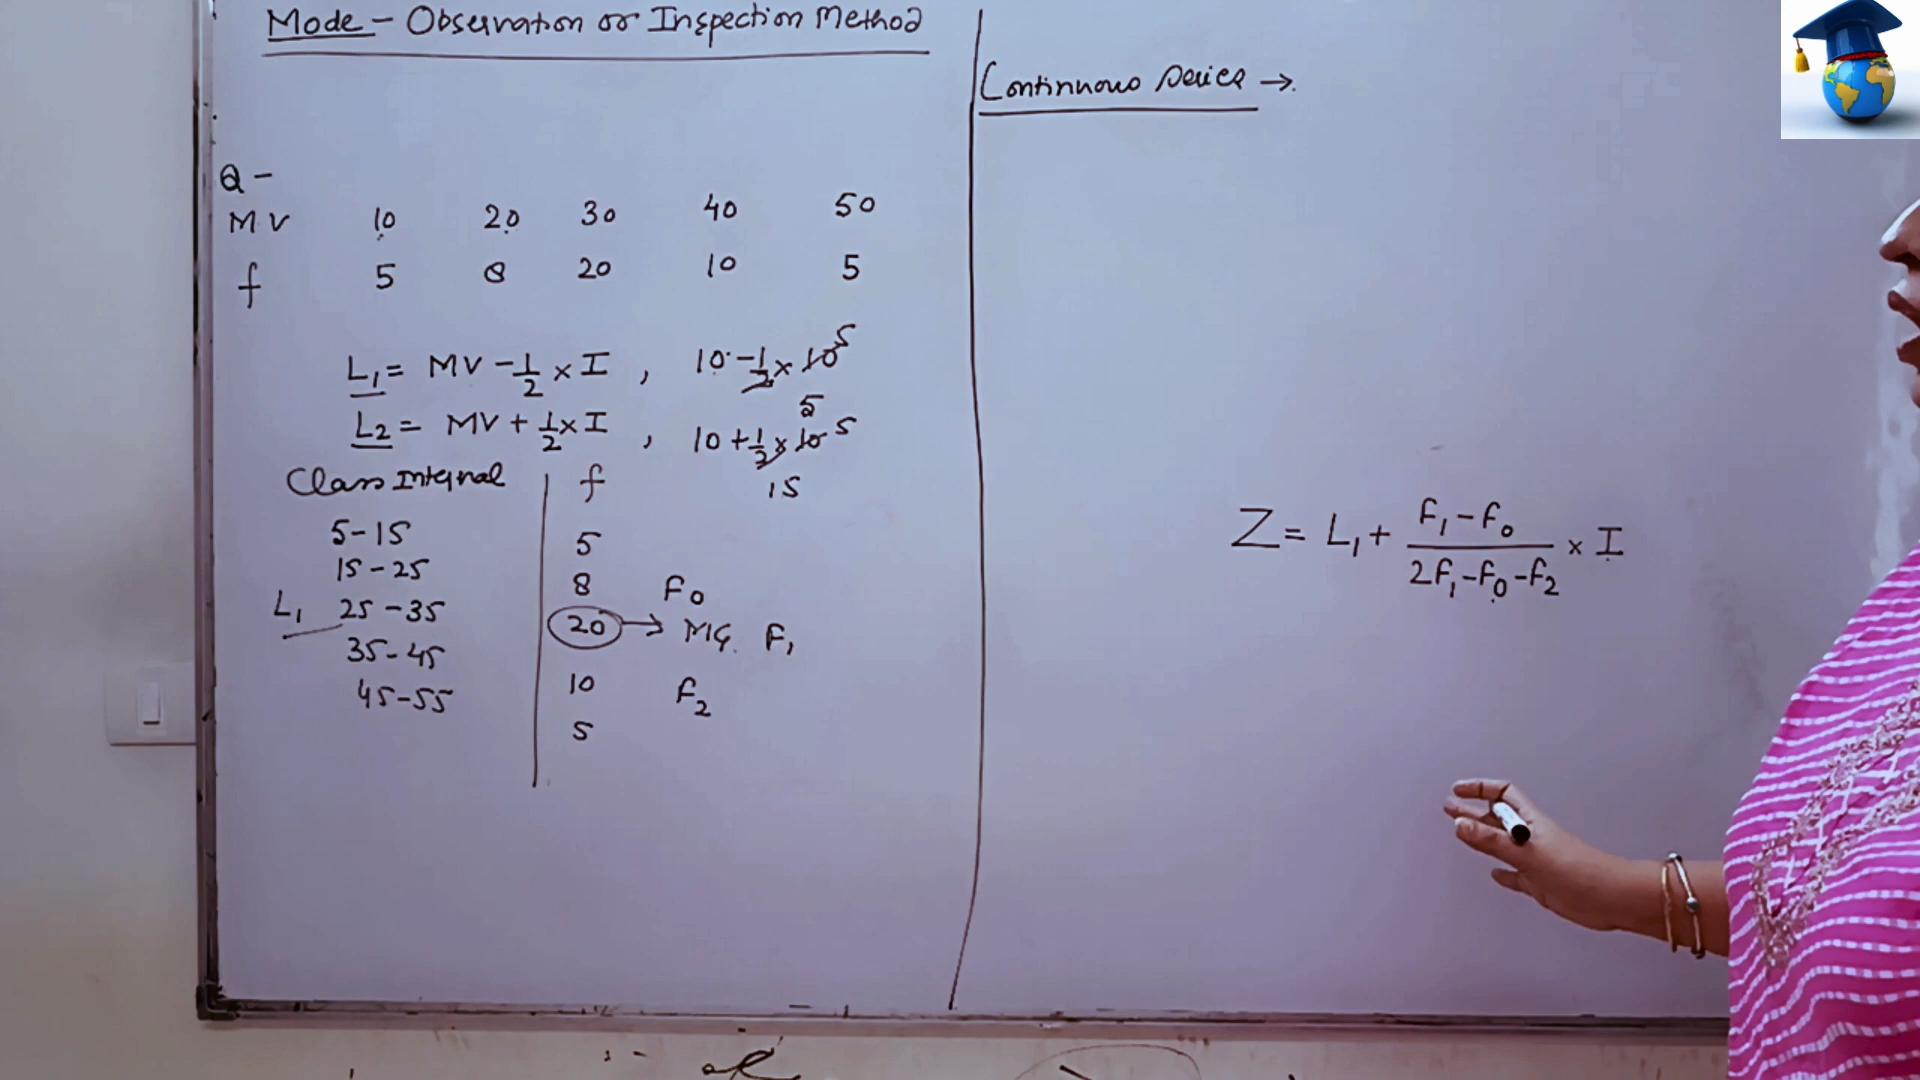 Mode - Observation or Inspection Method
Q -
M V 10 20 30 40 50
f 5 8 20 10 5
L₁ = MV - 1/2 × I , 10 - 1/2 × 10 5
5
L₂ = MV + 1/2 × I , 10 + 1/2 × 10 5
15
Class Interval f
5-15 5
15-25 8 F₀
L₁ 25-35 20 → MG. F₁
35-45 10 F₂
45-55 5
Continuous Series →
Z = L₁ + F₁-F₀ / 2F₁-F₀-F₂ × I